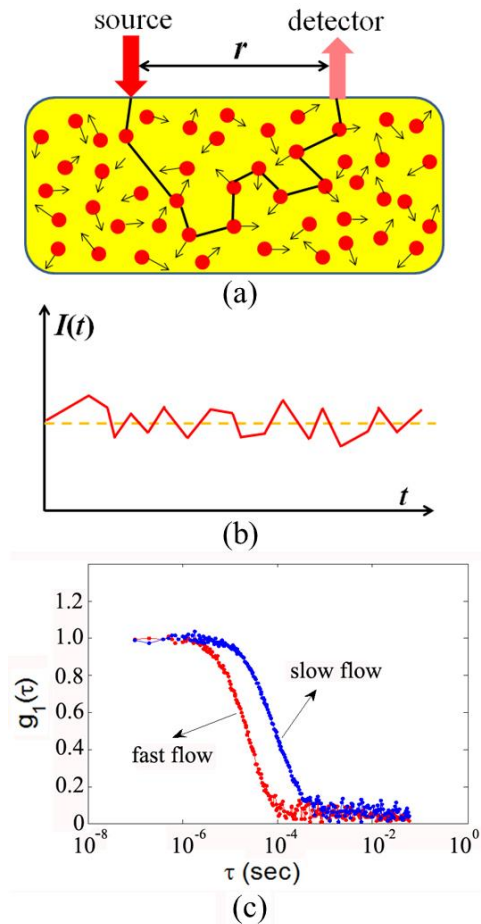 source detector
r
(a)
I(t)
t
(b)
1.2
1.0
0.8
0.6
0.4
0.2
0
g₁(τ)
slow flow
fast flow
10⁻⁸ 10⁻⁶ 10⁻⁴ 10⁻² 10⁰
τ (sec)
(c)